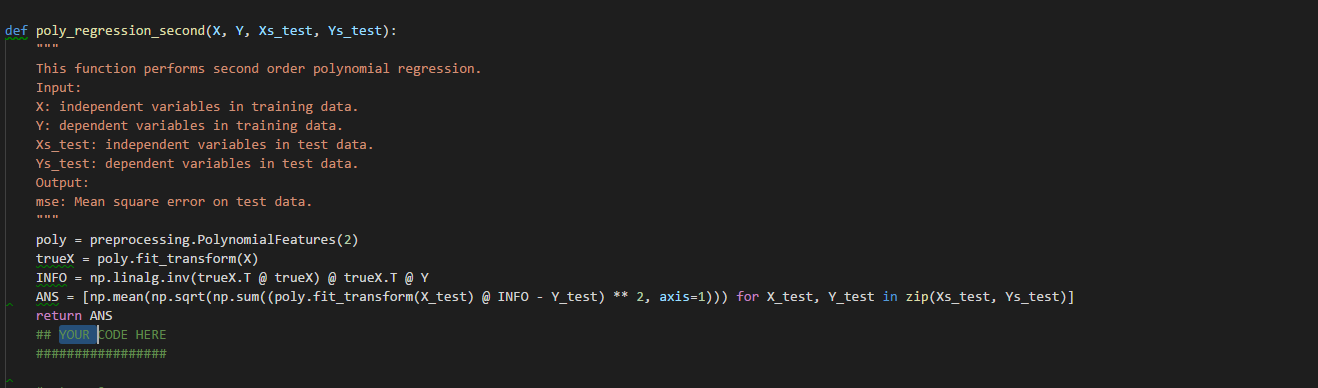 def poly_regression_second(X, Y, Xs_test, Ys_test):
    """
    This function performs second order polynomial regression.
    Input:
    X: independent variables in training data.
    Y: dependent variables in training data.
    Xs_test: independent variables in test data.
    Ys_test: dependent variables in test data.
    Output:
    mse: Mean square error on test data.
    """
    poly = preprocessing.PolynomialFeatures(2)
    trueX = poly.fit_transform(X)
    INFO = np.linalg.inv(trueX.T @ trueX) @ trueX.T @ Y
    ANS = [np.mean(np.sqrt(np.sum((poly.fit_transform(X_test) @ INFO - Y_test) ** 2, axis=1))) for X_test, Y_test in zip(Xs_test, Ys_test)]
    return ANS
    ## YOUR CODE HERE
    #################